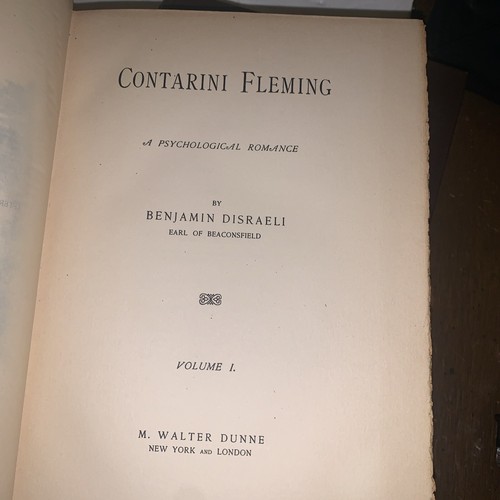 CONTARINI FLEMING
A PSYCHOLOGICAL ROMANCE
BY
BENJAMIN DISRAELI
EARL OF BEACONSFIELD
VOLUME I.
M. WALTER DUNNE
NEW YORK AND LONDON